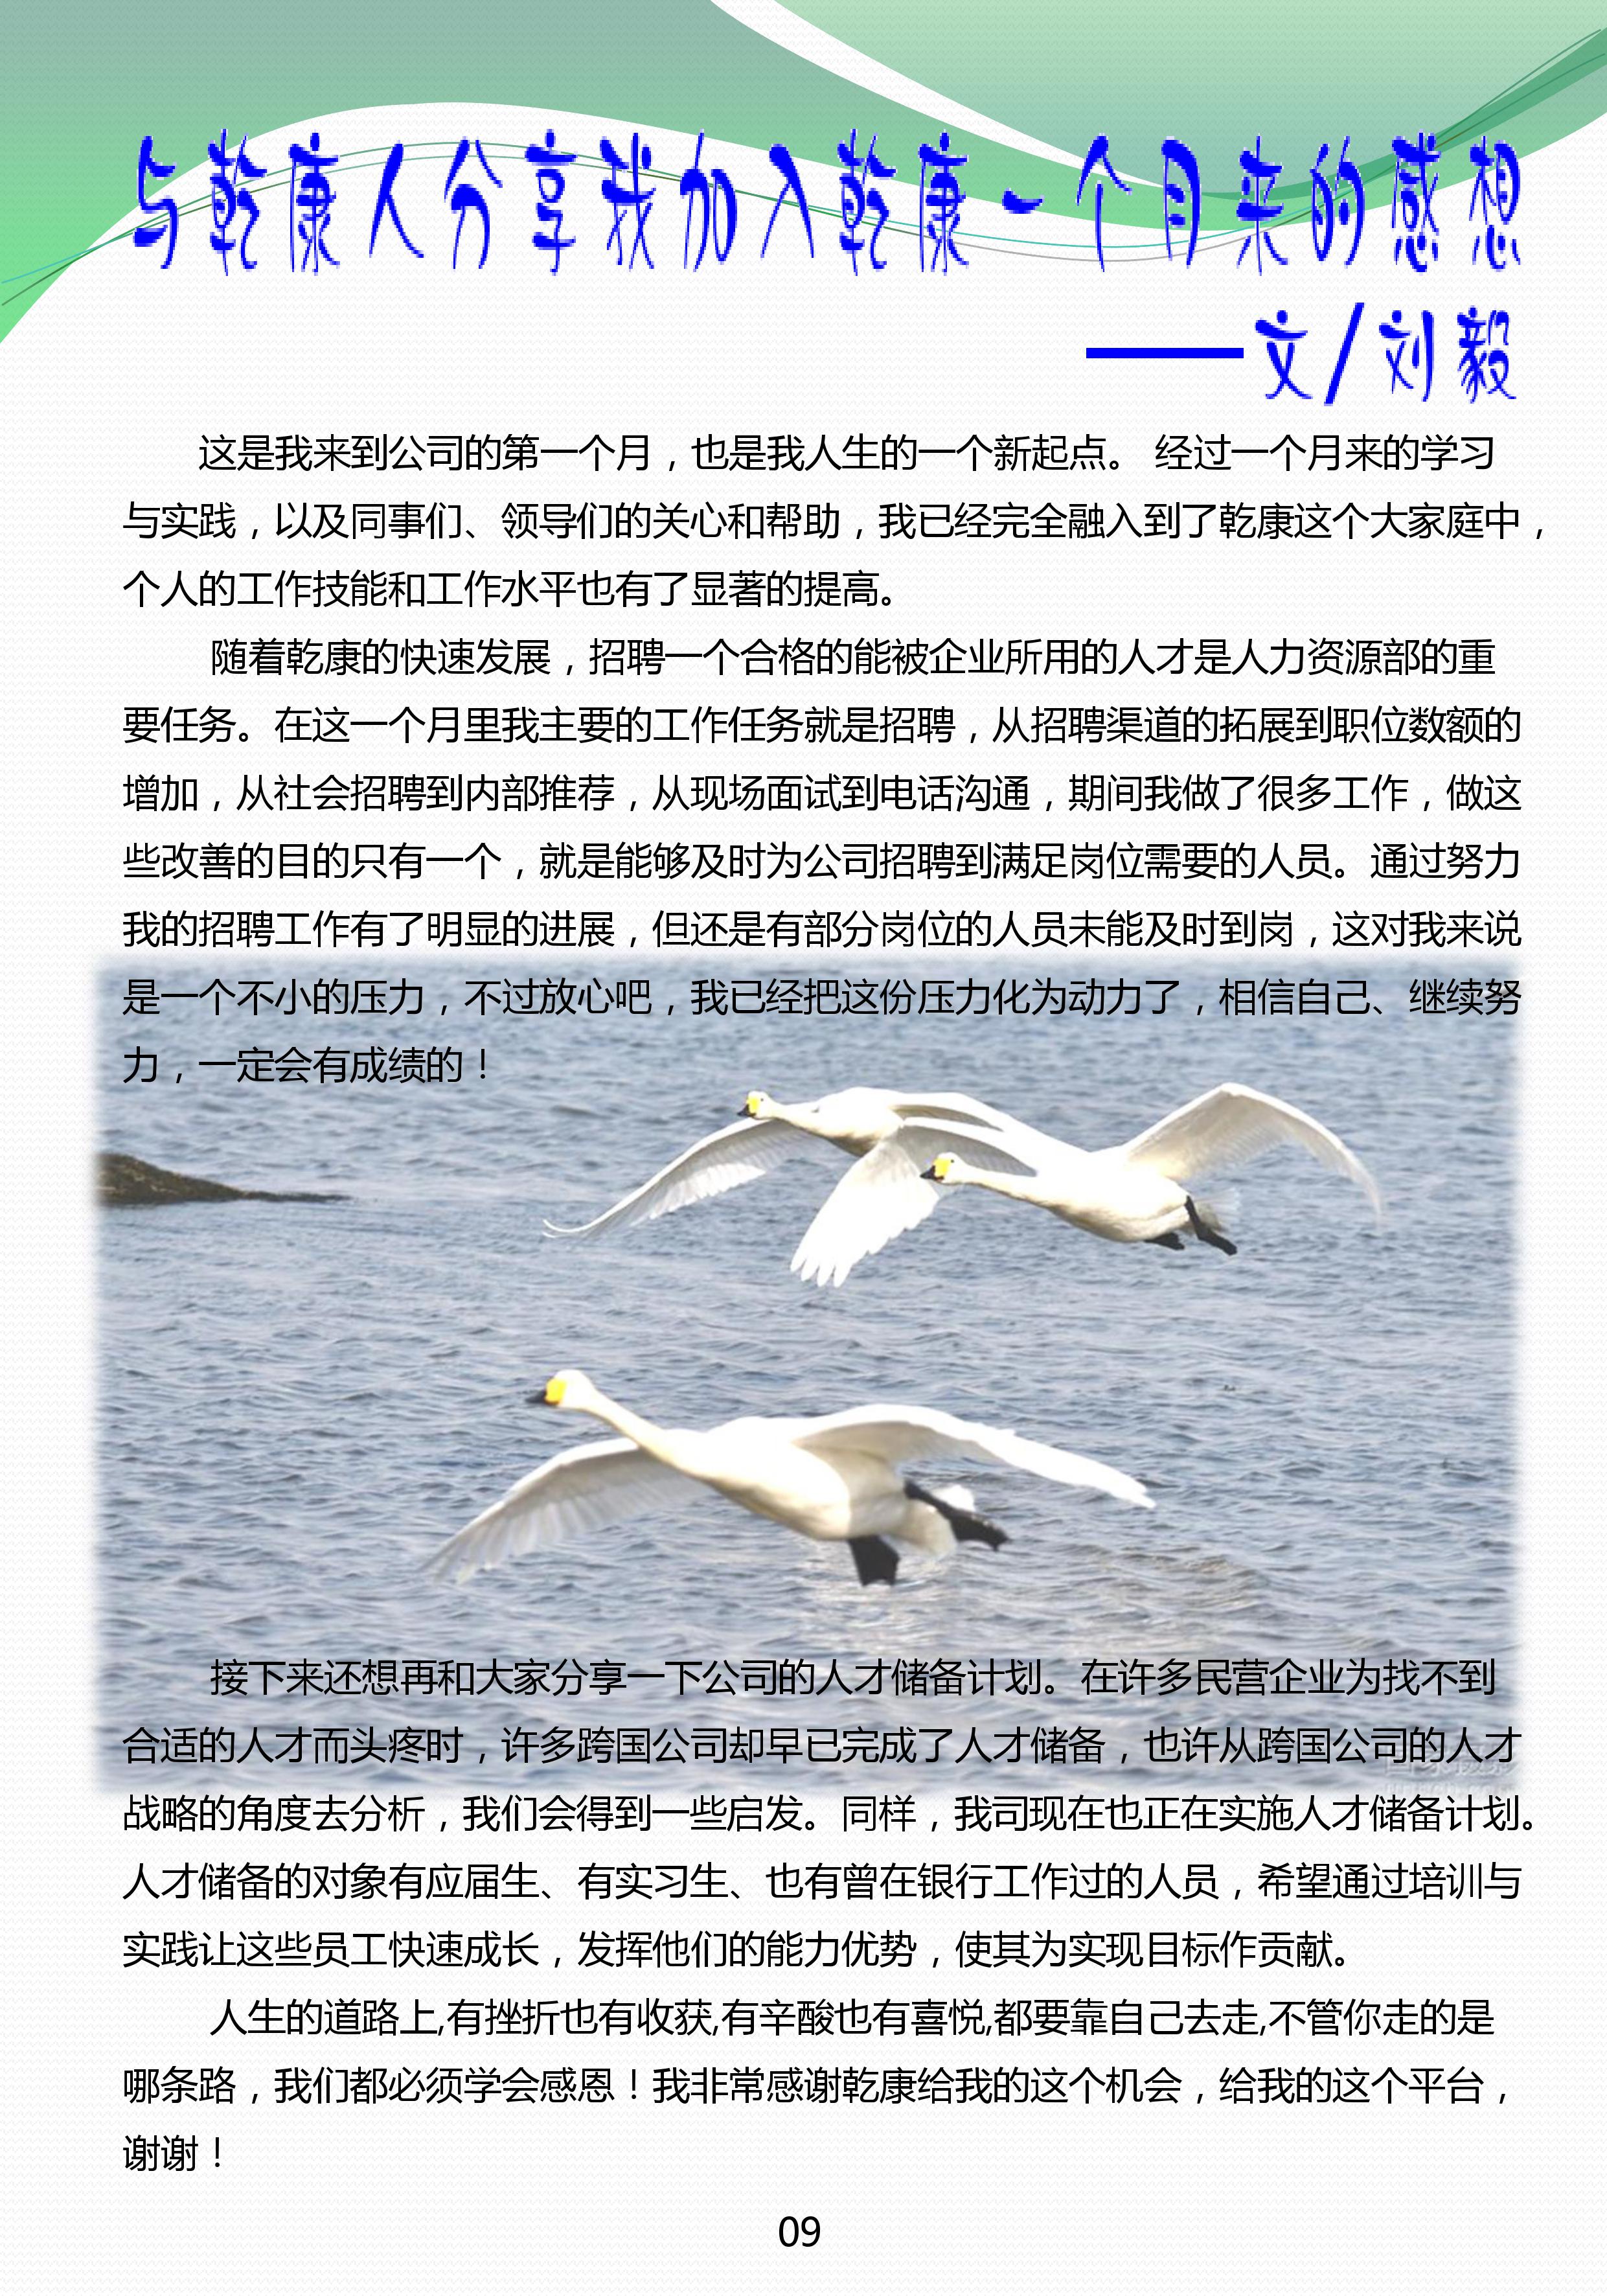 与乾康人分享我加入乾康一个月来的感想
——文/刘毅
这是我来到公司的第一个月，也是我人生的一个新起点。 经过一个月来的学习
与实践，以及同事们、领导们的关心和帮助，我已经完全融入到了乾康这个大家庭中，
个人的工作技能和工作水平也有了显著的提高。
随着乾康的快速发展，招聘一个合格的能被企业所用的人才是人力资源部的重
要任务。在这一个月里我主要的工作任务就是招聘，从招聘渠道的拓展到职位数额的
增加，从社会招聘到内部推荐，从现场面试到电话沟通，期间我做了很多工作，做这
些改善的目的只有一个，就是能够及时为公司招聘到满足岗位需要的人员。通过努力
我的招聘工作有了明显的进展，但还是有部分岗位的人员未能及时到岗，这对我来说
是一个不小的压力，不过放心吧，我已经把这份压力化为动力了，相信自己、继续努
力，一定会有成绩的！
接下来还想再和大家分享一下公司的人才储备计划。在许多民营企业为找不到
合适的人才而头疼时，许多跨国公司却早已完成了人才储备，也许从跨国公司的人才
战略的角度去分析，我们会得到一些启发。同样，我司现在也正在实施人才储备计划。
人才储备的对象有应届生、有实习生、也有曾在银行工作过的人员，希望通过培训与
实践让这些员工快速成长，发挥他们的能力优势，使其为实现目标作贡献。
人生的道路上,有挫折也有收获,有辛酸也有喜悦,都要靠自己去走,不管你走的是
哪条路，我们都必须学会感恩！我非常感谢乾康给我的这个机会，给我的这个平台，
谢谢！
09